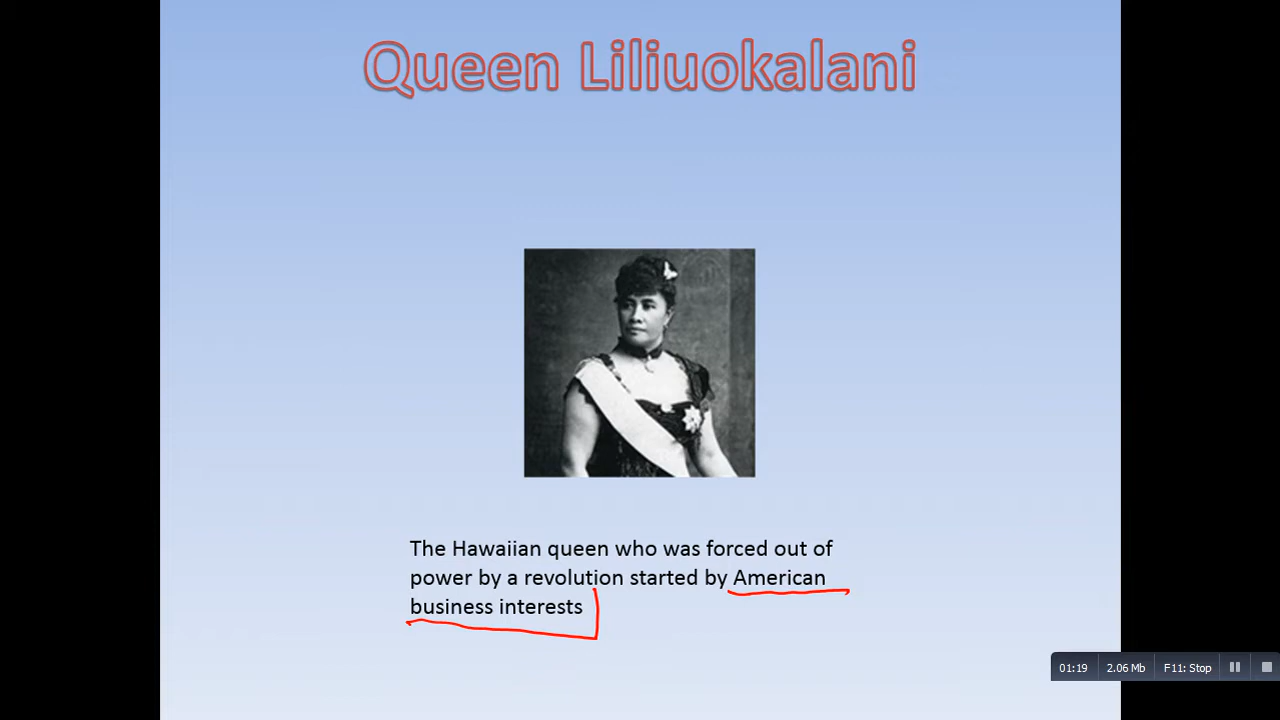 Queen Liliuokalani
The Hawaiian queen who was forced out of
power by a revolution started by American
business interests
01:19 2.06 Mb F11: Stop